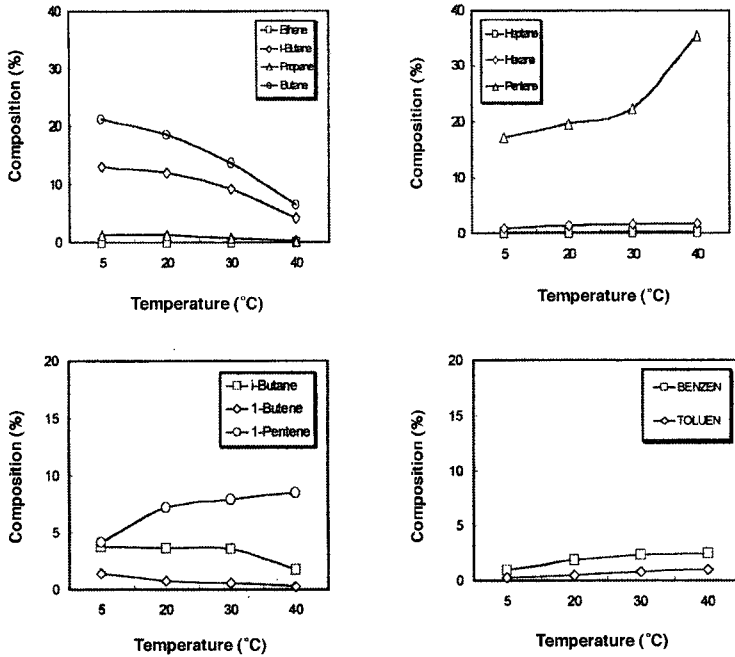 Composition (%)
40
30
20
10
0
5 20 30 40
Temperature (°C)
Ethene
i-Butane
Propane
Butane
Composition (%)
40
30
20
10
0
5 20 30 40
Temperature (°C)
Heptane
Hexane
Pentene
Composition (%)
20
15
10
5
0
5 20 30 40
Temperature (°C)
i-Butane
1-Butene
1-Pentene
Composition (%)
20
15
10
5
0
5 20 30 40
Temperature (°C)
BENZEN
TOLUEN